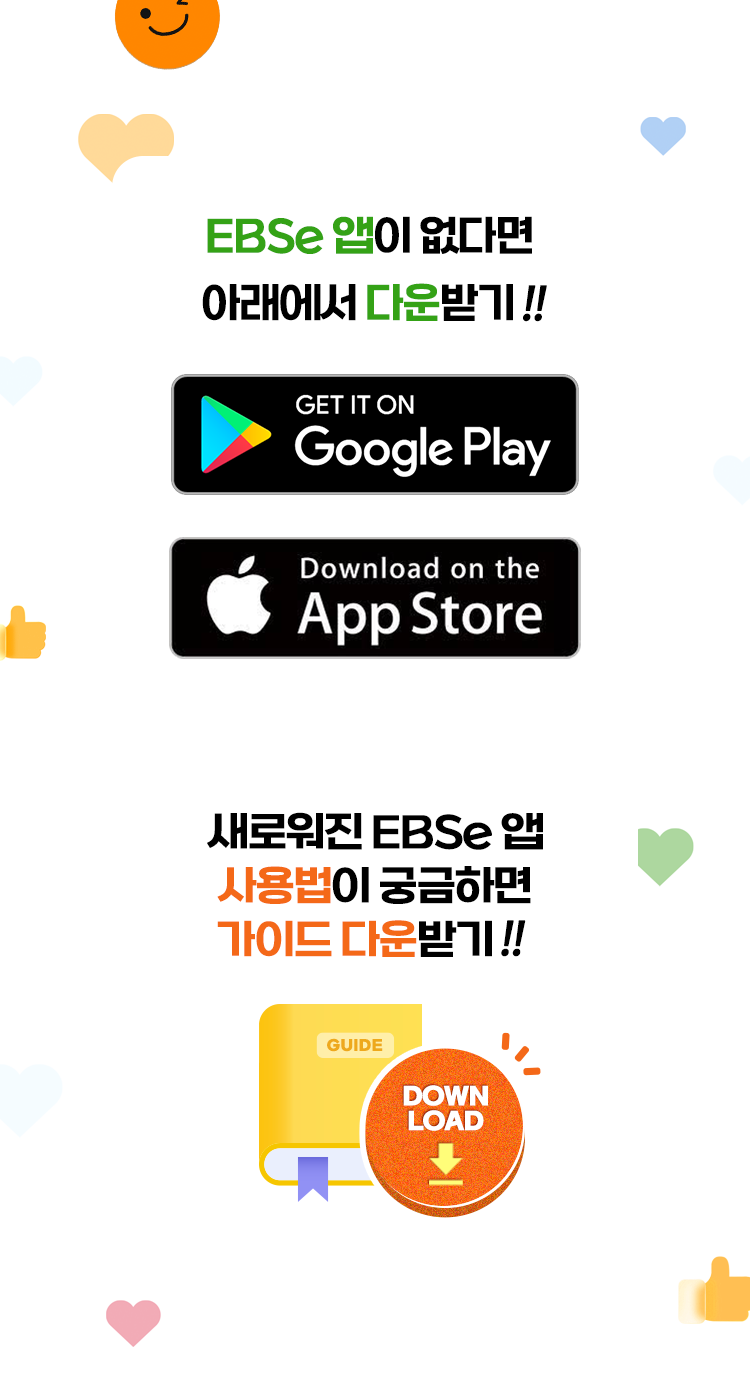 EBSe 앱이 없다면
아래에서 다운받기!!
GET IT ON
Google Play
Download on the
App Store
새로워진 EBSe 앱
사용법이 궁금하면
가이드 다운받기!!
GUIDE
DOWN
LOAD